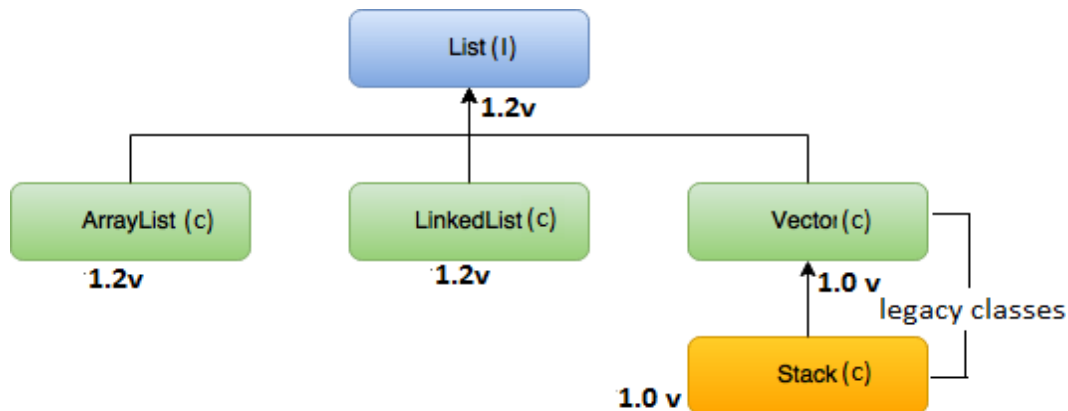 List (I)
1.2v
ArrayList (c)
LinkedList (c)
Vector (c)
1.2v
1.2v
1.0 v
legacy classes
Stack (c)
1.0 v